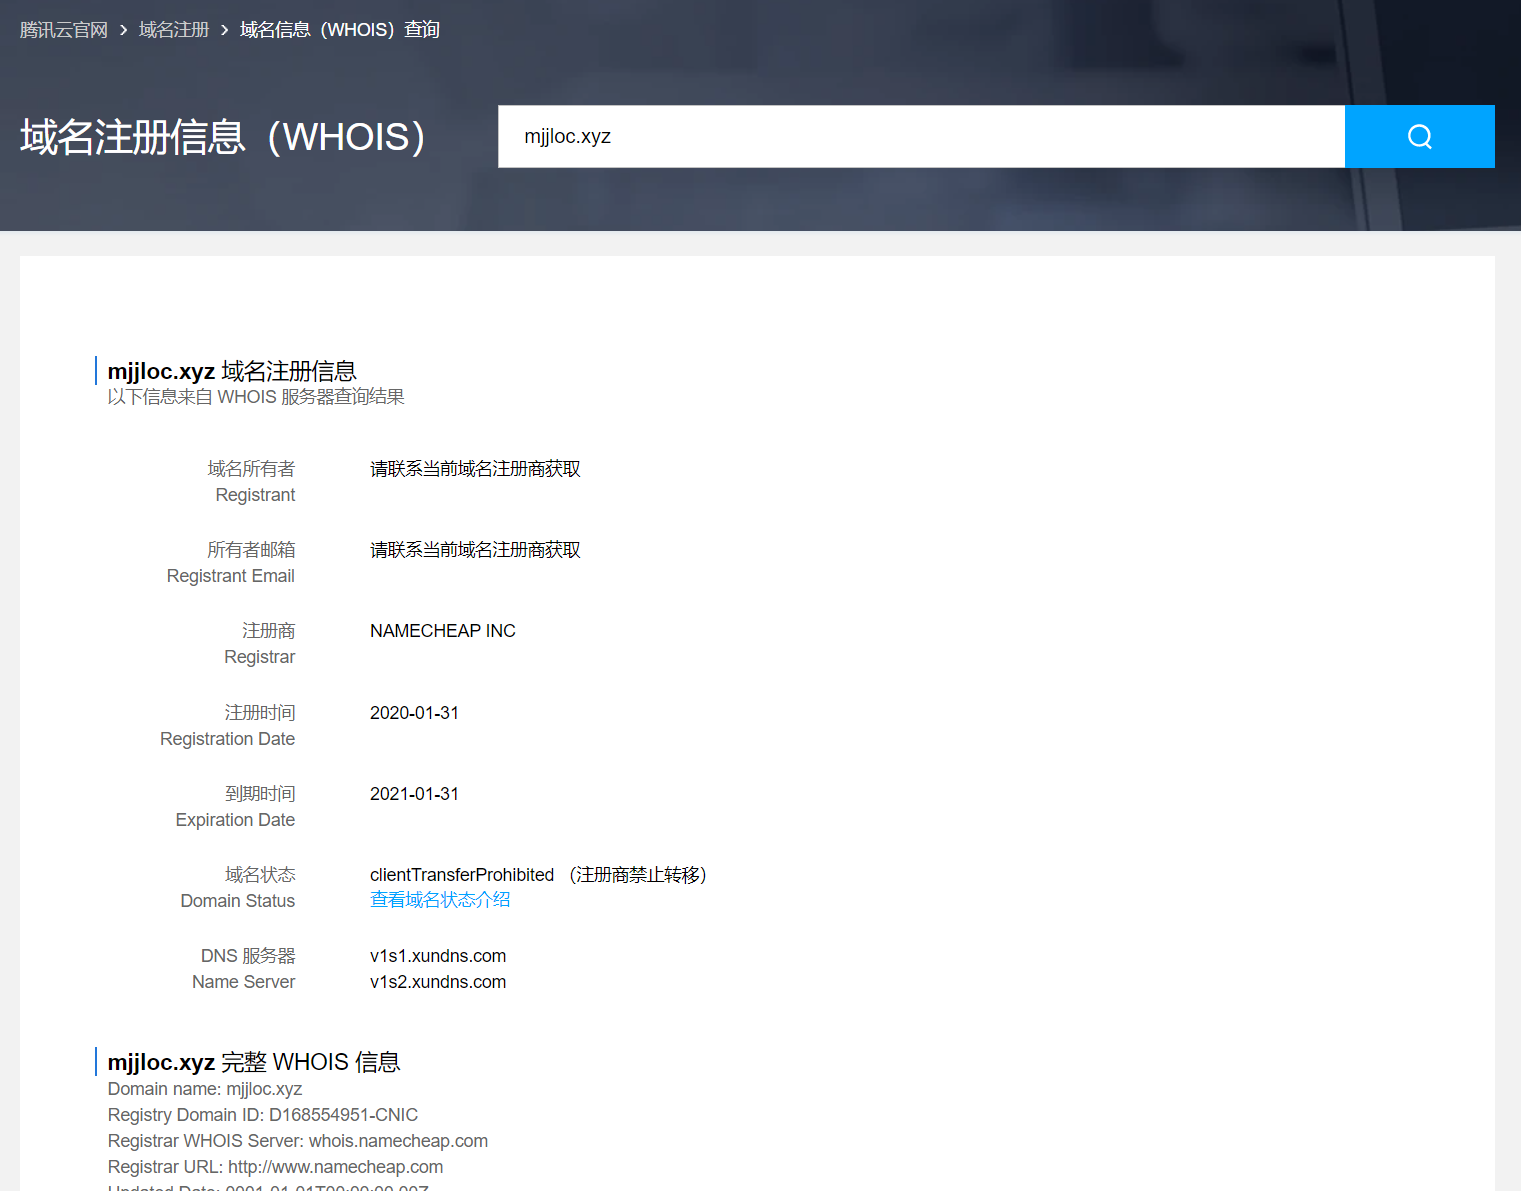 腾讯云官网 › 域名注册 › 域名信息（WHOIS）查询
域名注册信息（WHOIS）
mjjloc.xyz
mjjloc.xyz 域名注册信息
以下信息来自 WHOIS 服务器查询结果
域名所有者
请联系当前域名注册商获取
Registrant
所有者邮箱
请联系当前域名注册商获取
Registrant Email
注册商
NAMECHEAP INC
Registrar
注册时间
2020-01-31
Registration Date
到期时间
2021-01-31
Expiration Date
域名状态
clientTransferProhibited （注册商禁止转移）
Domain Status
查看域名状态介绍
DNS 服务器
v1s1.xundns.com
Name Server
v1s2.xundns.com
mjjloc.xyz 完整 WHOIS 信息
Domain name: mjjloc.xyz
Registry Domain ID: D168554951-CNIC
Registrar WHOIS Server: whois.namecheap.com
Registrar URL: http://www.namecheap.com
Updated Date: 0001-01-01T00:00:00.00Z